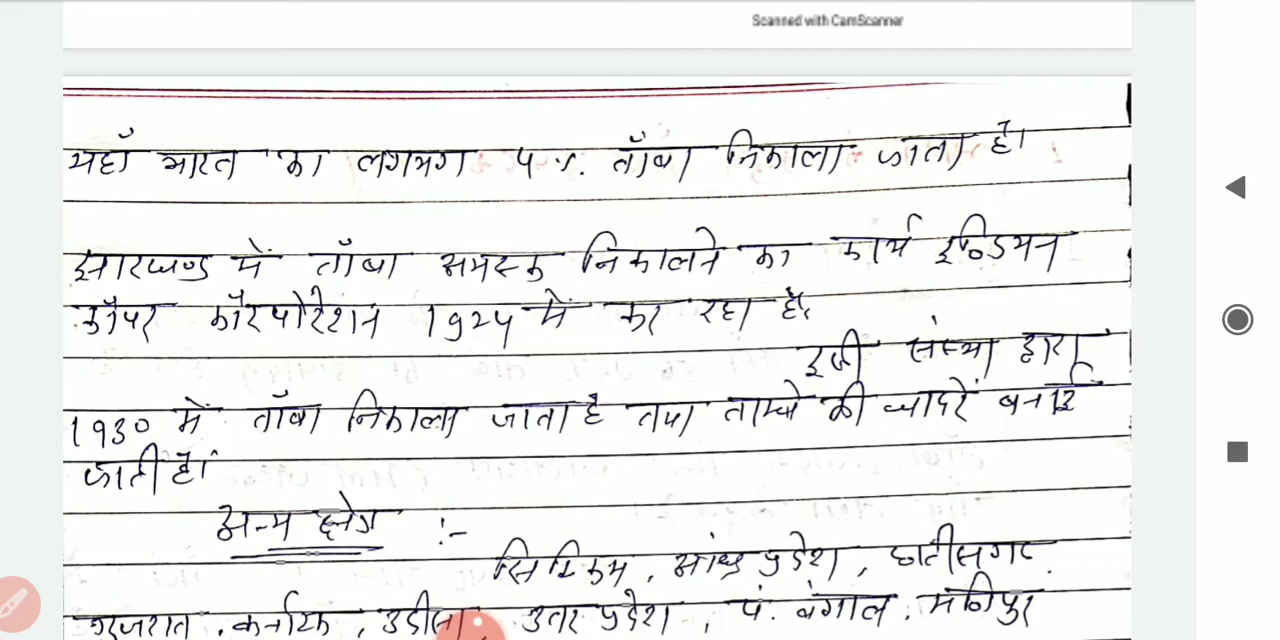 Scanned with CamScanner
यहाँ भारत का लगभग 5 %. ताँबा निकाला जाता है।
झारखण्ड में ताँबा अयस्क निकालने का कार्य इण्डियन
कॉपर कॉरपोरेशन 1924 में कर रहा है,
इसी संस्था द्वारा
1930 में ताँबा निकाला जाता है तथा ताम्बे की चादरें बनाई
जाती है।
अन्य क्षेत्र :-
सिक्किम, आंध्र प्रदेश, छत्तीसगढ़.
गुजरात, कर्नाटक, उड़ीसा, उत्तर प्रदेश, पं. बंगाल, मणिपुर